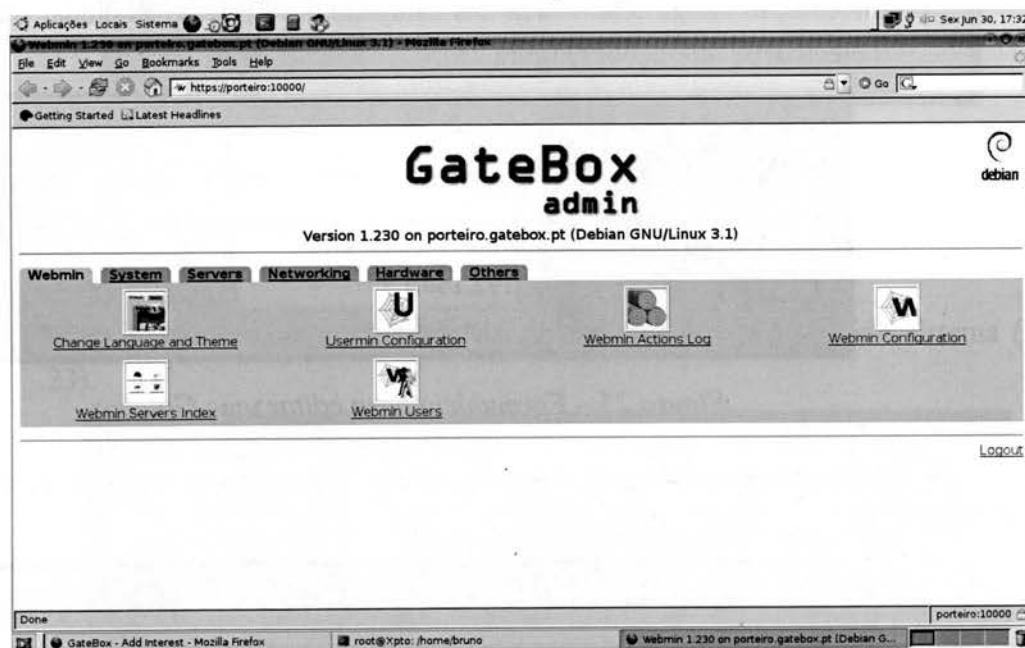 Aplicações Locais Sistema
Sex Jun 30, 17:32
Webmin 1.230 on porteiro.gatebox.pt (Debian GNU/Linux 3.1) - Mozilla Firefox
File Edit View Go Bookmarks Tools Help
https://porteiro:10000/
Go
Getting Started Latest Headlines
GateBox
admin
debian
Version 1.230 on porteiro.gatebox.pt (Debian GNU/Linux 3.1)
Webmin System Servers Networking Hardware Others
Change Language and Theme Usermin Configuration Webmin Actions Log Webmin Configuration
Webmin Servers Index Webmin Users
Logout
Done porteiro:10000
GateBox - Add Interest - Mozilla Firefox root@Xpto: /home/bruno Webmin 1.230 on porteiro.gatebox.pt (Debian G...